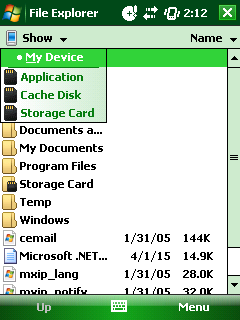 File Explorer 2:12
Show Name
My Device
Application
Cache Disk
Storage Card
Documents a...
My Documents
Program Files
Storage Card
Temp
Windows
cemail 1/31/05 144K
Microsoft .NET... 4/1/15 14.9K
mxip_lang 1/31/05 28.0K
mxip_notify 1/31/05 32.0K
Up Menu